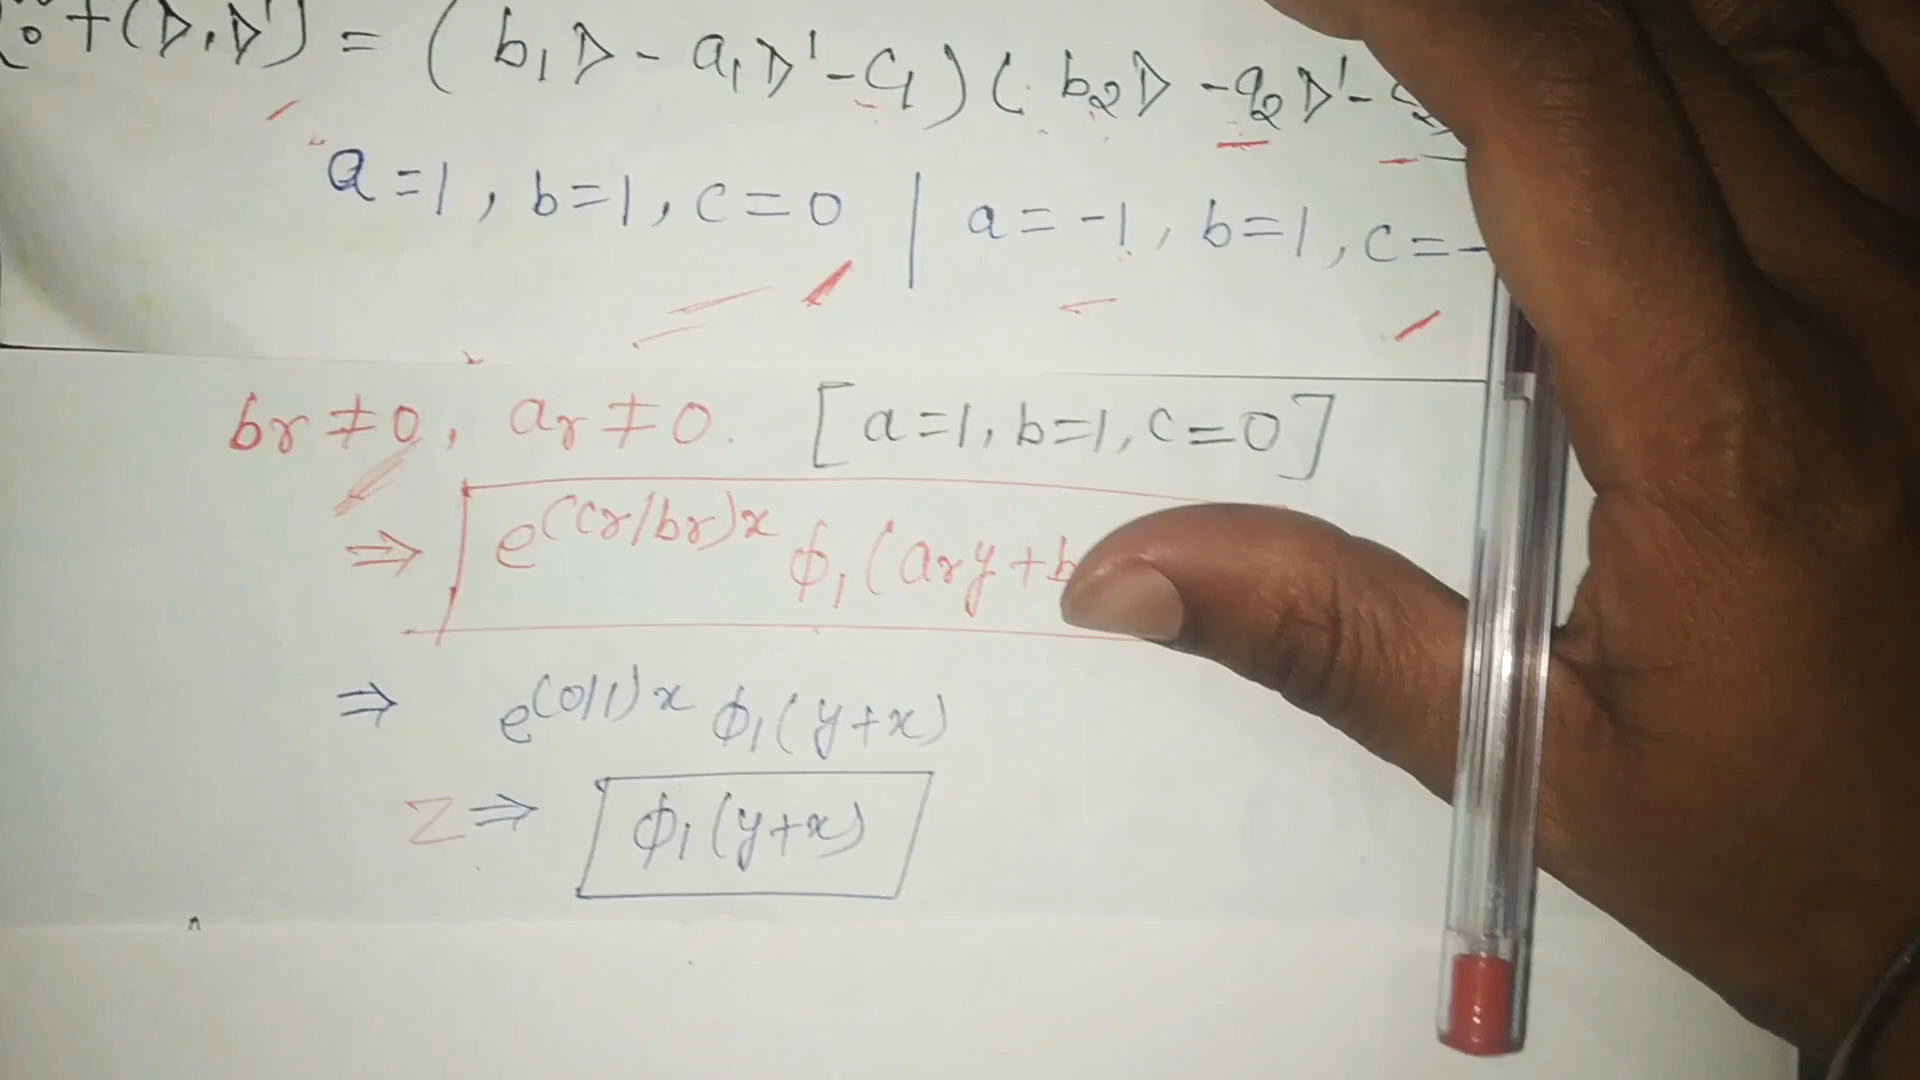 f(D,D') = (b₁D - a₁D' - C₁)(b₂D - a₂D' -
a=1, b=1, c=0 | a=-1, b=1, c=-
br≠0, ar≠0. [a=1, b=1, c=0]
⇒ e^(cr/br)x ϕ₁(ary+b
⇒ e^(0/1)x ϕ₁(y+x)
Z ⇒ ϕ₁(y+x)